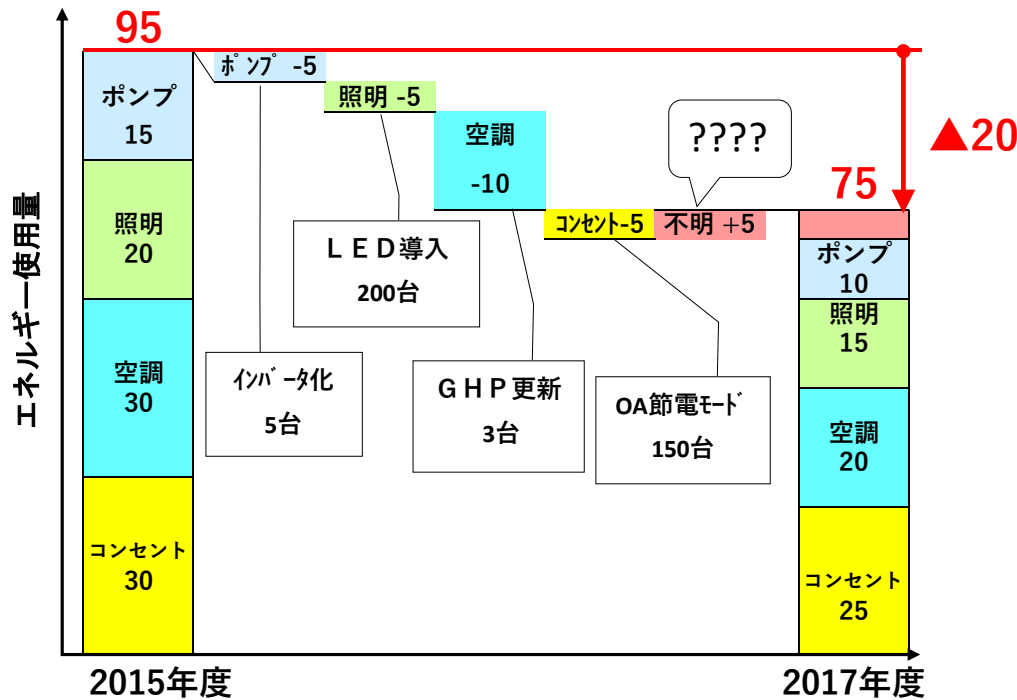 95
ポンプ -5
ポンプ
15
照明 -5
空調
-10
????
▲20
75
コンセント-5
不明 +5
照明
20
LED導入
200台
ポンプ
10
照明
15
エネルギー使用量
空調
30
インバータ化
5台
GHP更新
3台
OA節電モード
150台
空調
20
コンセント
30
コンセント
25
2015年度
2017年度